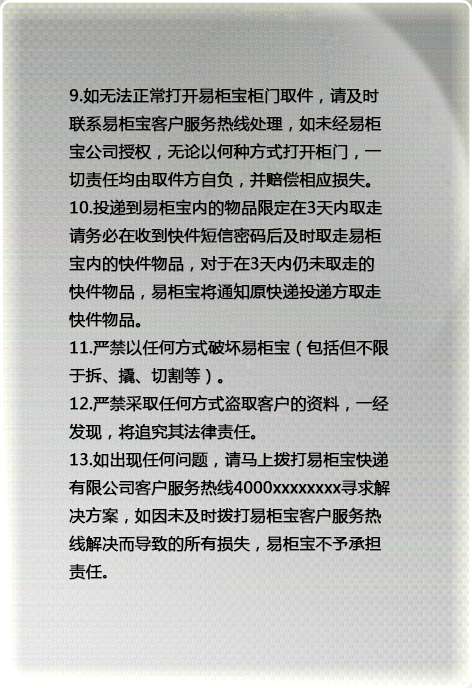 9.如无法正常打开易柜宝柜门取件，请及时
联系易柜宝客户服务热线处理，如未经易柜
宝公司授权，无论以何种方式打开柜门，一
切责任均由取件方自负，并赔偿相应损失。
10.投递到易柜宝内的物品限定在3天内取走
请务必在收到快件短信密码后及时取走易柜
宝内的快件物品，对于在3天内仍未取走的
快件物品，易柜宝将通知原快递投递方取走
快件物品。
11.严禁以任何方式破坏易柜宝（包括但不限
于拆、撬、切割等）。
12.严禁采取任何方式盗取客户的资料，一经
发现，将追究其法律责任。
13.如出现任何问题，请马上拨打易柜宝快递
有限公司客户服务热线4000xxxxxxxx寻求解
决方案，如因未及时拨打易柜宝客户服务热
线解决而导致的所有损失，易柜宝不予承担
责任。